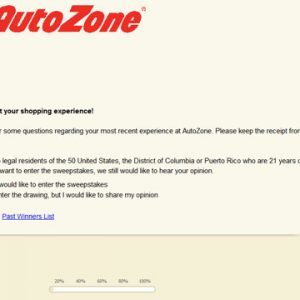 AutoZone
t your shopping experience!
r some questions regarding your most recent experience at AutoZone. Please keep the receipt from
legal residents of the 50 United States, the District of Columbia or Puerto Rico who are 21 years o
want to enter the sweepstakes, we still would like to hear your opinion.
would like to enter the sweepstakes
nter the drawing, but I would like to share my opinion
Past Winners List
20% 40% 60% 80% 100%